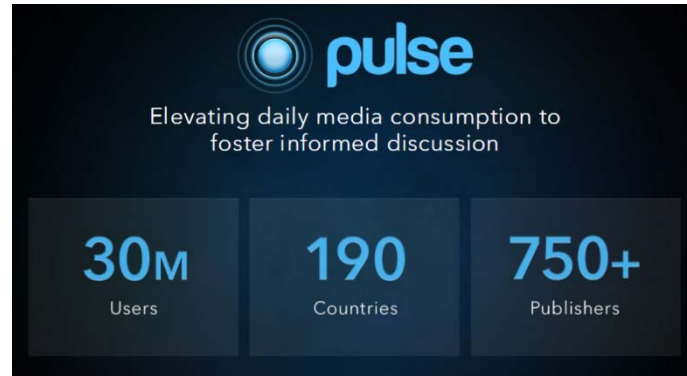 pulse
Elevating daily media consumption to
foster informed discussion
30M
Users
190
Countries
750+
Publishers